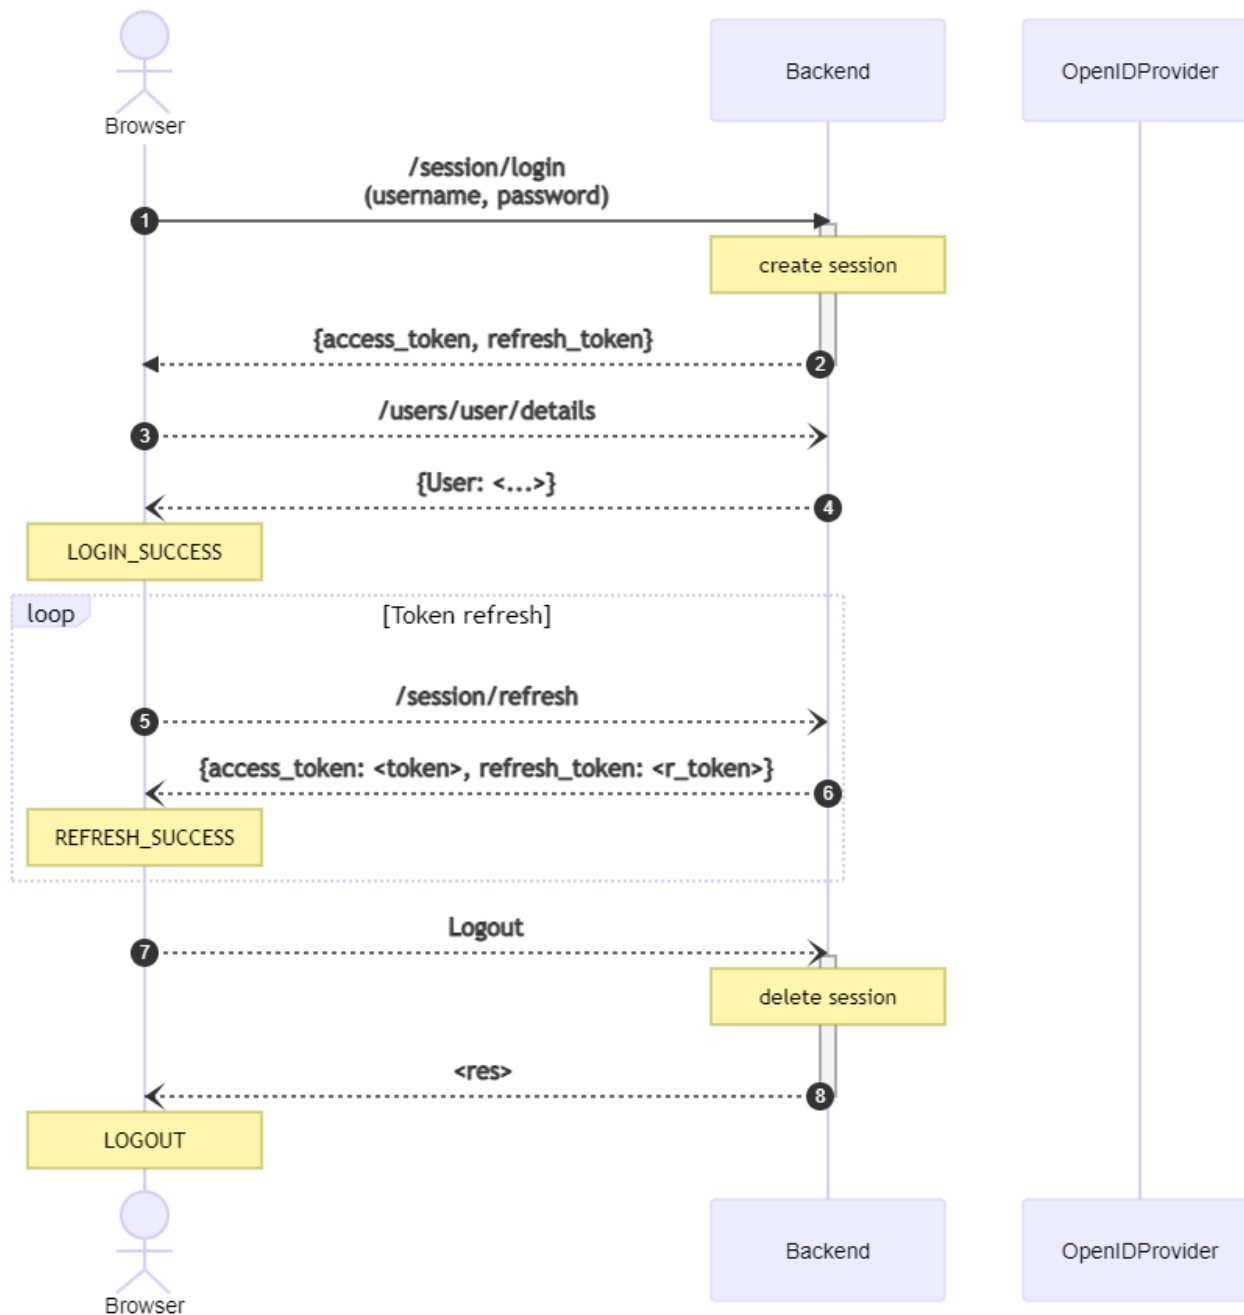 Browser
Backend
OpenIDProvider
/session/login
(username, password)
1
create session
{access_token, refresh_token}
2
/users/user/details
3
{User: <...>}
4
LOGIN_SUCCESS
loop
[Token refresh]
/session/refresh
5
{access_token: <token>, refresh_token: <r_token>}
6
REFRESH_SUCCESS
Logout
7
delete session
<res>
8
LOGOUT
Browser
Backend
OpenIDProvider